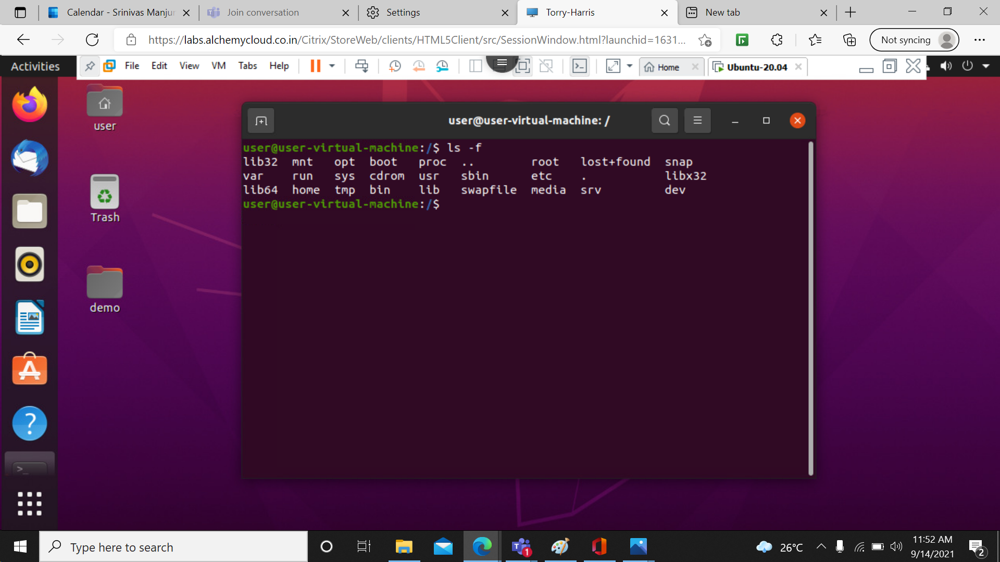 Calendar - Srinivas Manjur
Join conversation
Settings
Torry-Harris
New tab
https://labs.alchemycloud.co.in/Citrix/StoreWeb/clients/HTML5Client/src/SessionWindow.html?launchid=1631...
Not syncing
Activities
File Edit View VM Tabs Help
Home
Ubuntu-20.04
user
Trash
demo
user@user-virtual-machine: /
user@user-virtual-machine:/$ ls -f
lib32 mnt opt boot proc .. root lost+found snap
var run sys cdrom usr sbin etc . libx32
lib64 home tmp bin lib swapfile media srv dev
user@user-virtual-machine:/$
Type here to search
1
26°C
11:52 AM
9/14/2021
2